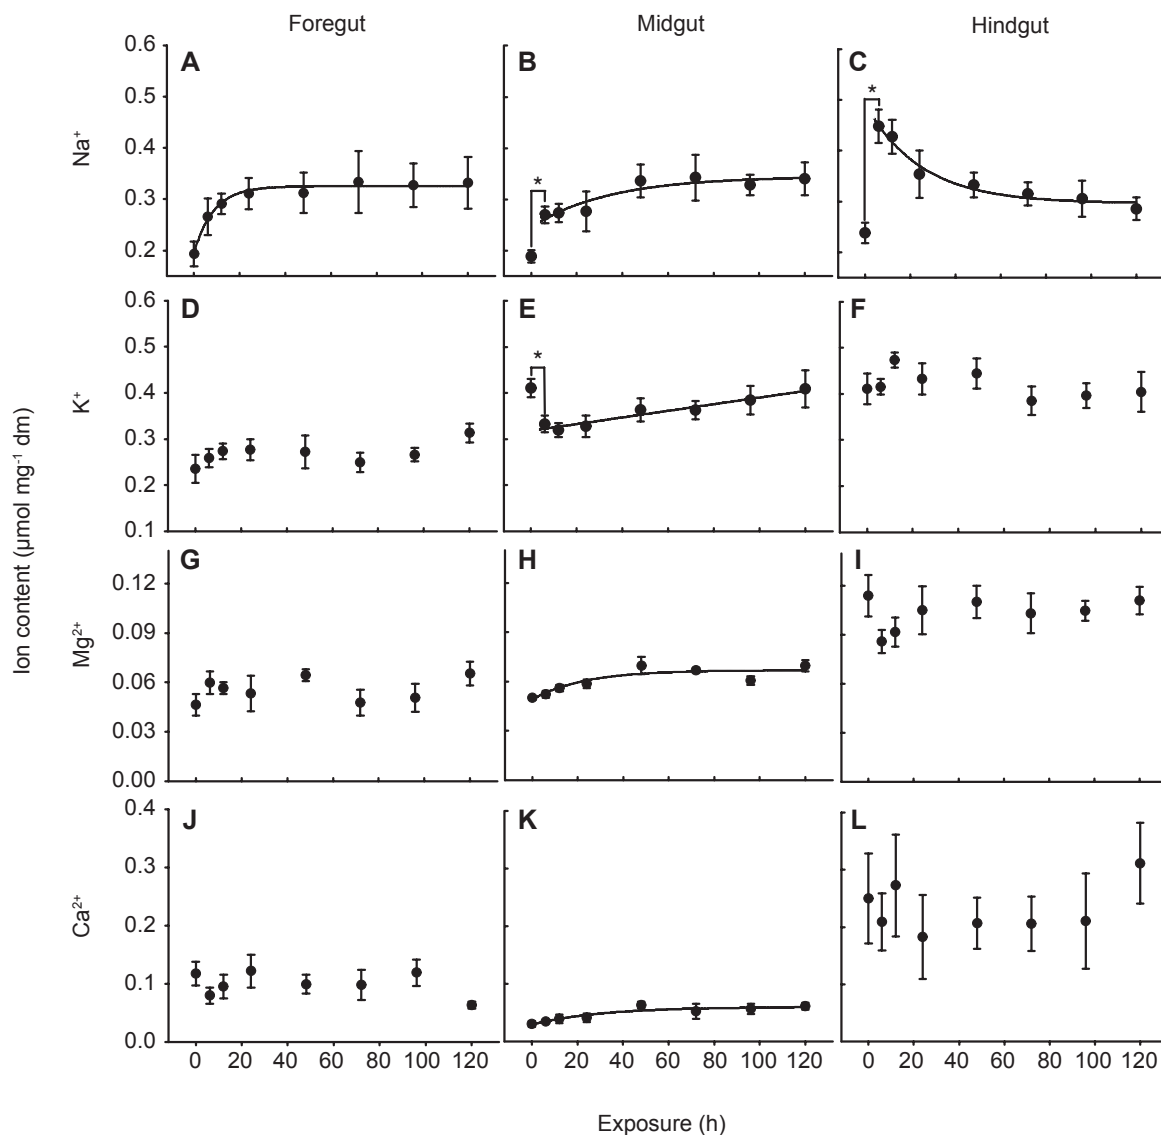 Foregut Midgut Hindgut
Ion content (µmol mg⁻¹ dm)
Na⁺
A
B
C
0.6
0.5
0.4
0.3
0.2
*
*
K⁺
D
E
F
0.6
0.5
0.4
0.3
0.2
0.1
*
Mg²⁺
G
H
I
0.12
0.09
0.06
0.03
0.00
Ca²⁺
J
K
L
0.4
0.3
0.2
0.1
0.0
0 20 40 60 80 100 120 0 20 40 60 80 100 120 0 20 40 60 80 100 120
Exposure (h)